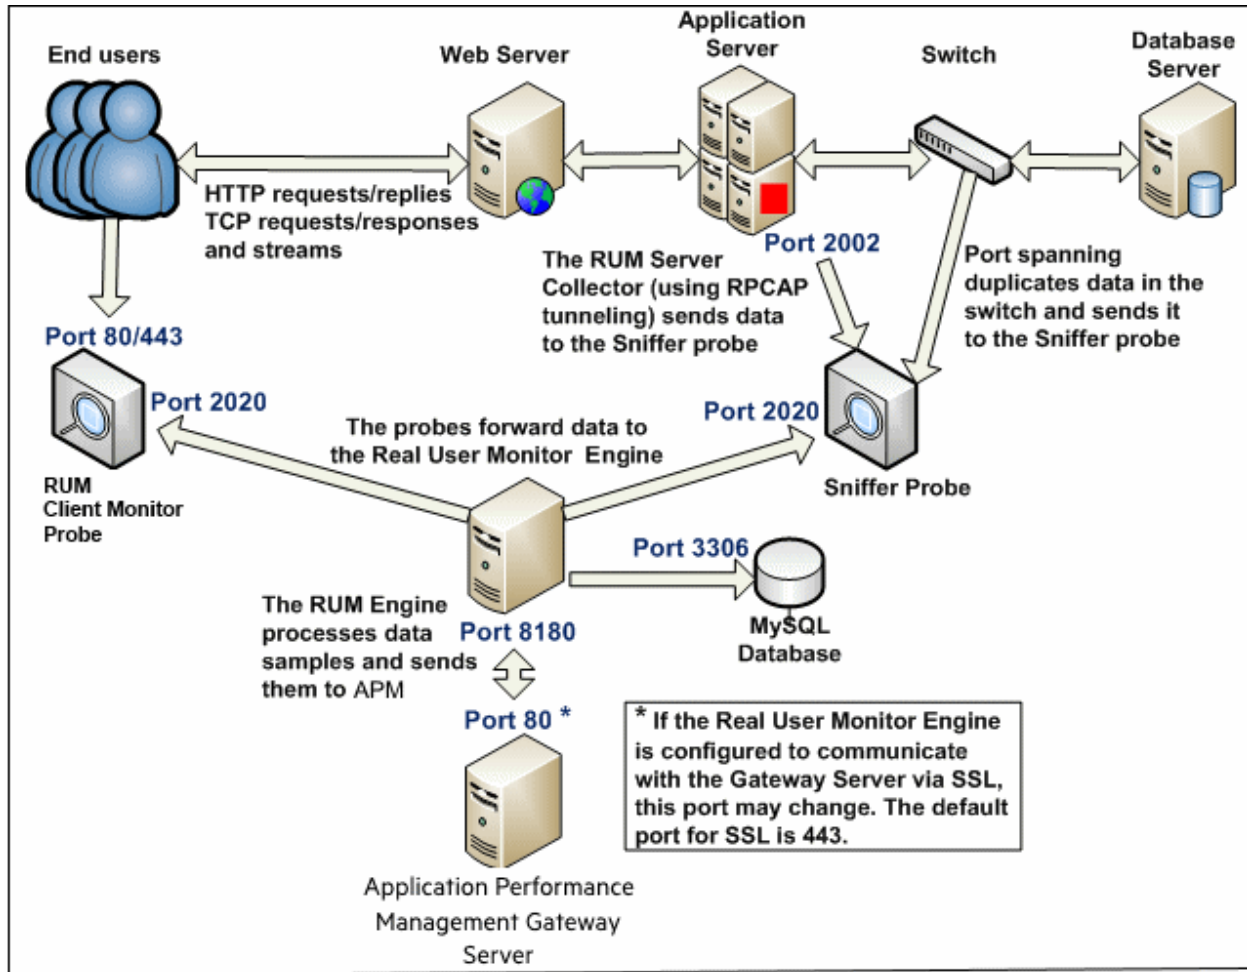 End users
Web Server
Application
Server
Switch
Database
Server
HTTP requests/replies
TCP requests/responses
and streams
Port 2002
The RUM Server
Collector (using RPCAP
tunneling) sends data
to the Sniffer probe
Port spanning
duplicates data in the
switch and sends it
to the Sniffer probe
Port 80/443
Port 2020
RUM
Client Monitor
Probe
The probes forward data to
the Real User Monitor Engine
Port 2020
Sniffer Probe
Port 3306
MySQL
Database
The RUM Engine
processes data
samples and sends
them to APM
Port 8180
Port 80 *
* If the Real User Monitor Engine
is configured to communicate
with the Gateway Server via SSL,
this port may change. The default
port for SSL is 443.
Application Performance
Management Gateway
Server